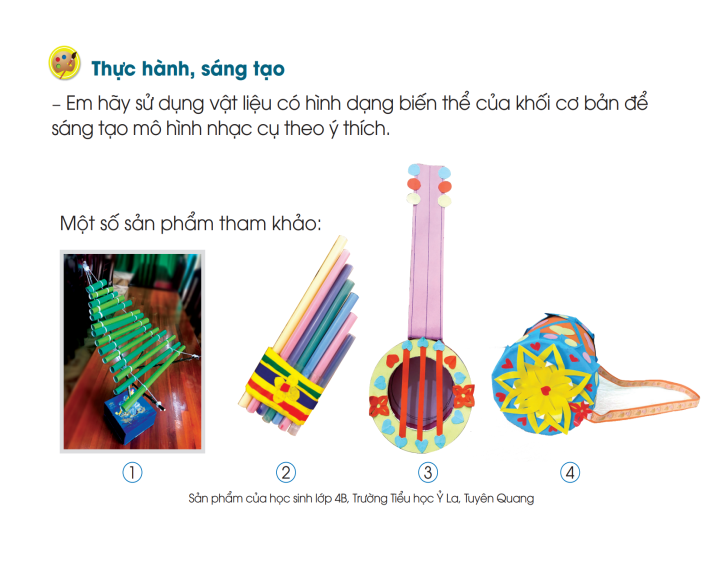 Thực hành, sáng tạo
– Em hãy sử dụng vật liệu có hình dạng biến thể của khối cơ bản để
sáng tạo mô hình nhạc cụ theo ý thích.
Một số sản phẩm tham khảo:
1 2 3 4
Sản phẩm của học sinh lớp 4B, Trường Tiểu học Ỷ La, Tuyên Quang